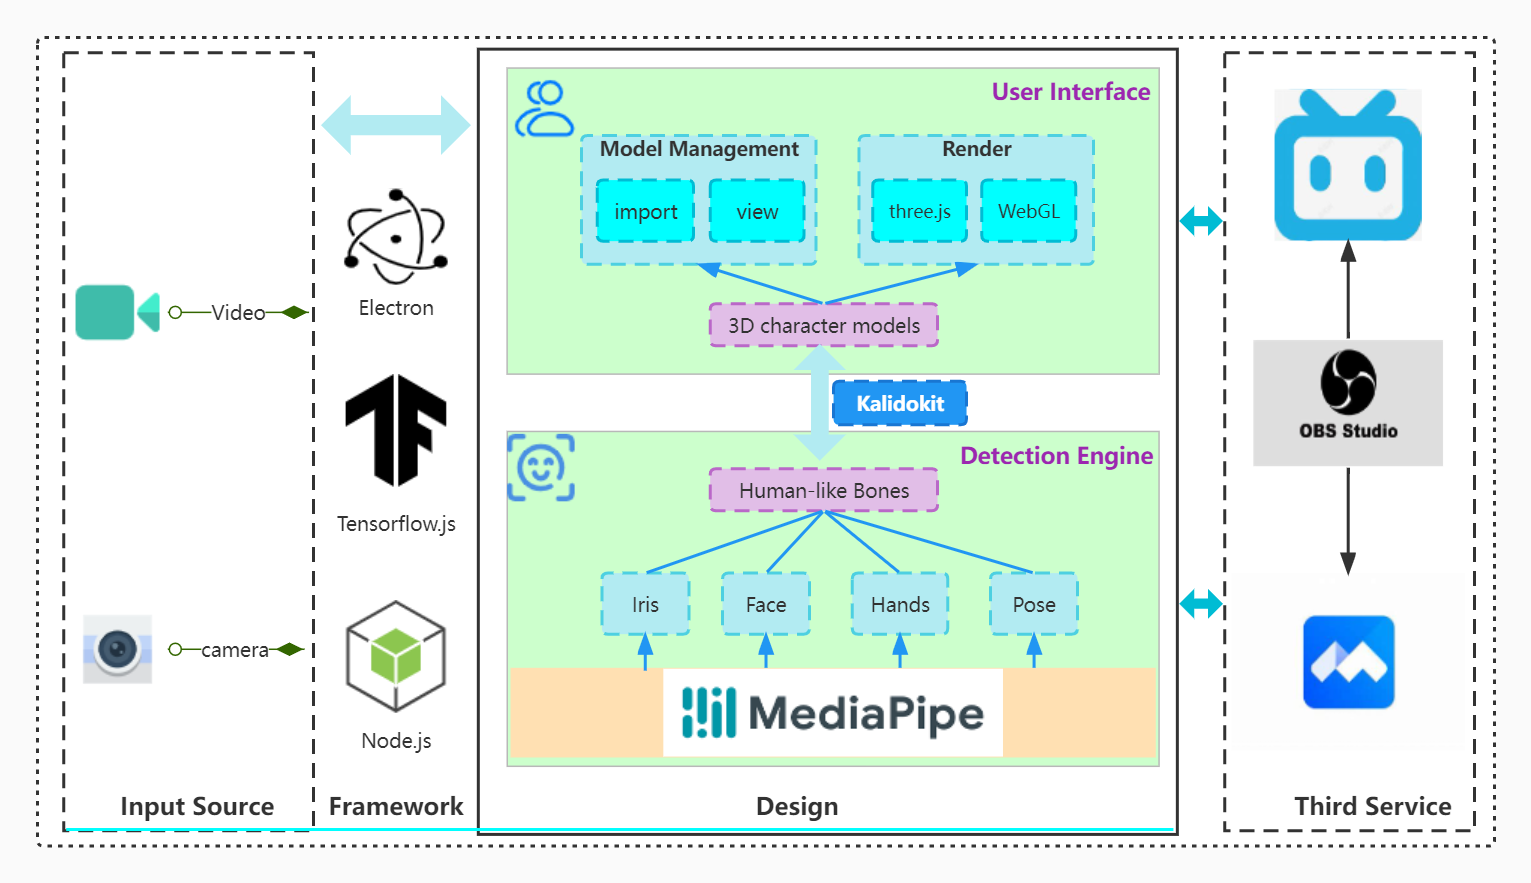 User Interface
Model Management
Render
import
view
three.js
WebGL
Electron
Video
3D character models
Kalidokit
OBS Studio
Detection Engine
Human-like Bones
Tensorflow.js
Iris
Face
Hands
Pose
camera
MediaPipe
Node.js
Input Source
Framework
Design
Third Service